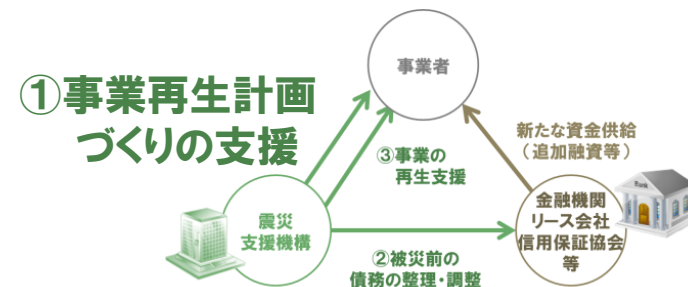 事業者
①事業再生計画
づくりの支援
新たな資金供給
（追加融資等）
③事業の
再生支援
震災
支援機構
金融機関
リース会社
信用保証協会
等
Bank
②被災前の
債務の整理・調整